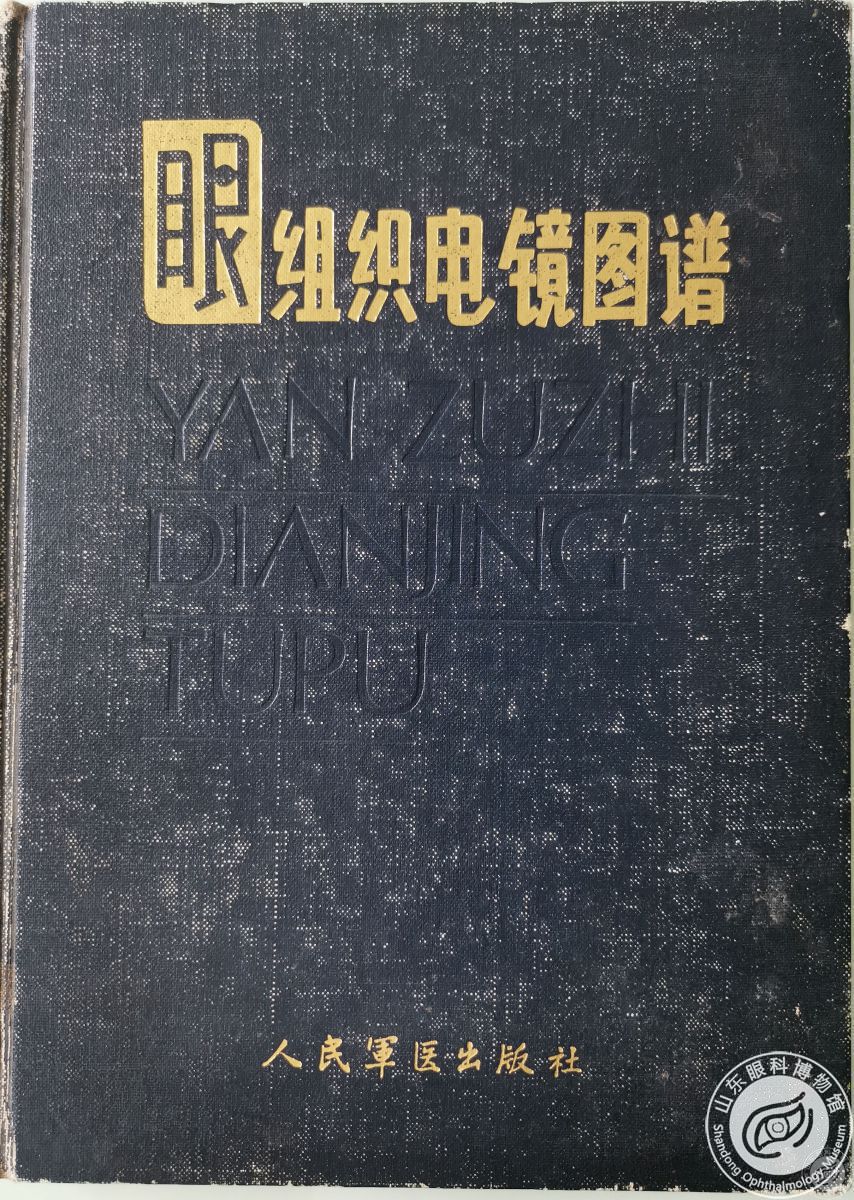 眼组织电镜图谱
YAN ZUZHI
DIANJING
TUPU
人民軍医出版社
山东眼科博物馆
Shandong Ophthalmology Museum